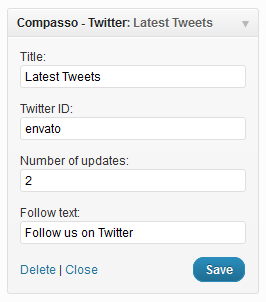 Compasso - Twitter: Latest Tweets
Title:
Latest Tweets
Twitter ID:
envato
Number of updates:
2
Follow text:
Follow us on Twitter
Delete | Close Save